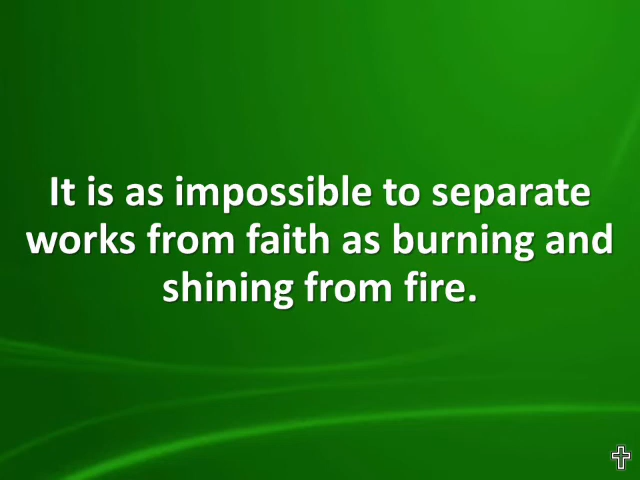 It is as impossible to separate
works from faith as burning and
shining from fire.